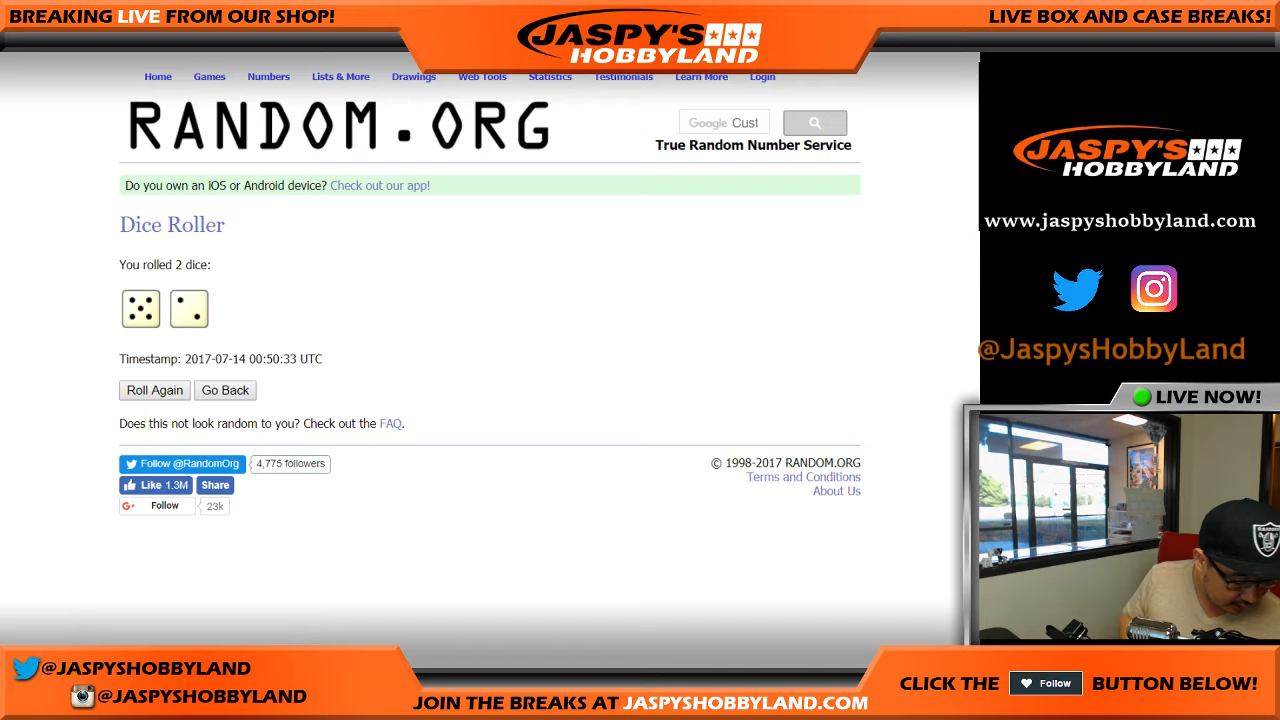 BREAKING LIVE FROM OUR SHOP!
JASPY'S
HOBBYLAND
LIVE BOX AND CASE BREAKS!
Home Games Numbers Lists & More Drawings Web Tools Statistics Testimonials Learn More Login
RANDOM.ORG
Google Cust
True Random Number Service
Do you own an iOS or Android device? Check out our app!
Dice Roller
You rolled 2 dice:
Timestamp: 2017-07-14 00:50:33 UTC
Roll Again Go Back
Does this not look random to you? Check out the FAQ.
Follow @RandomOrg 4,775 followers
Like 1.3M Share
G+ Follow 23k
© 1998-2017 RANDOM.ORG
Terms and Conditions
About Us
JASPY'S
HOBBYLAND
www.jaspyshobbyland.com
@JaspysHobbyLand
LIVE NOW!
RAIDERS
@JASPYSHOBBYLAND
@JASPYSHOBBYLAND
JOIN THE BREAKS AT JASPYSHOBBYLAND.COM
CLICK THE Follow BUTTON BELOW!